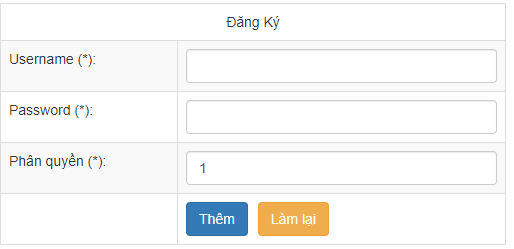 Đăng Ký
Username (*):
Password (*):
Phân quyền (*): 1
Thêm Làm lại